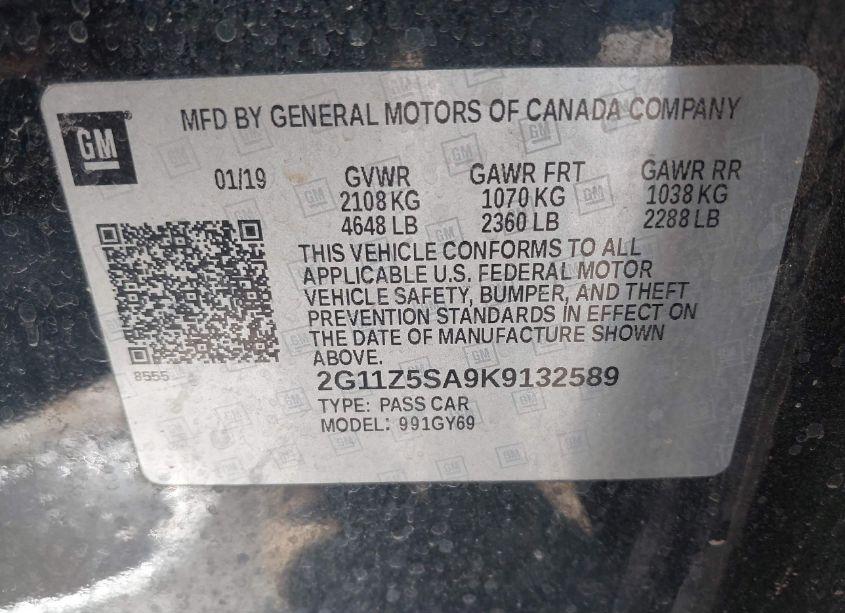 GM
MFD BY GENERAL MOTORS OF CANADA COMPANY
01/19 GVWR GAWR FRT GAWR RR
2108 KG 1070 KG 1038 KG
4648 LB 2360 LB 2288 LB
THIS VEHICLE CONFORMS TO ALL
APPLICABLE U.S. FEDERAL MOTOR
VEHICLE SAFETY, BUMPER, AND THEFT
PREVENTION STANDARDS IN EFFECT ON
THE DATE OF MANUFACTURE SHOWN
ABOVE.
8555
2G11Z5SA9K9132589
TYPE: PASS CAR
MODEL: 991GY69